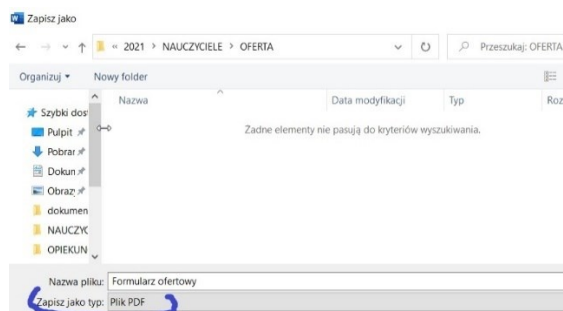 Zapisz jako
« 2021 > NAUCZYCIELE > OFERTA
Przeszukaj: OFERTA
Organizuj
Nowy folder
Nazwa
Data modyfikacji
Typ
Roz
Szybki dos
Żadne elementy nie pasują do kryteriów wyszukiwania.
Pulpit
Pobrar
Dokun
Obraz
dokumen
NAUCZYC
OPIEKUN
Nazwa pliku: Formularz ofertowy
Zapisz jako typ: Plik PDF